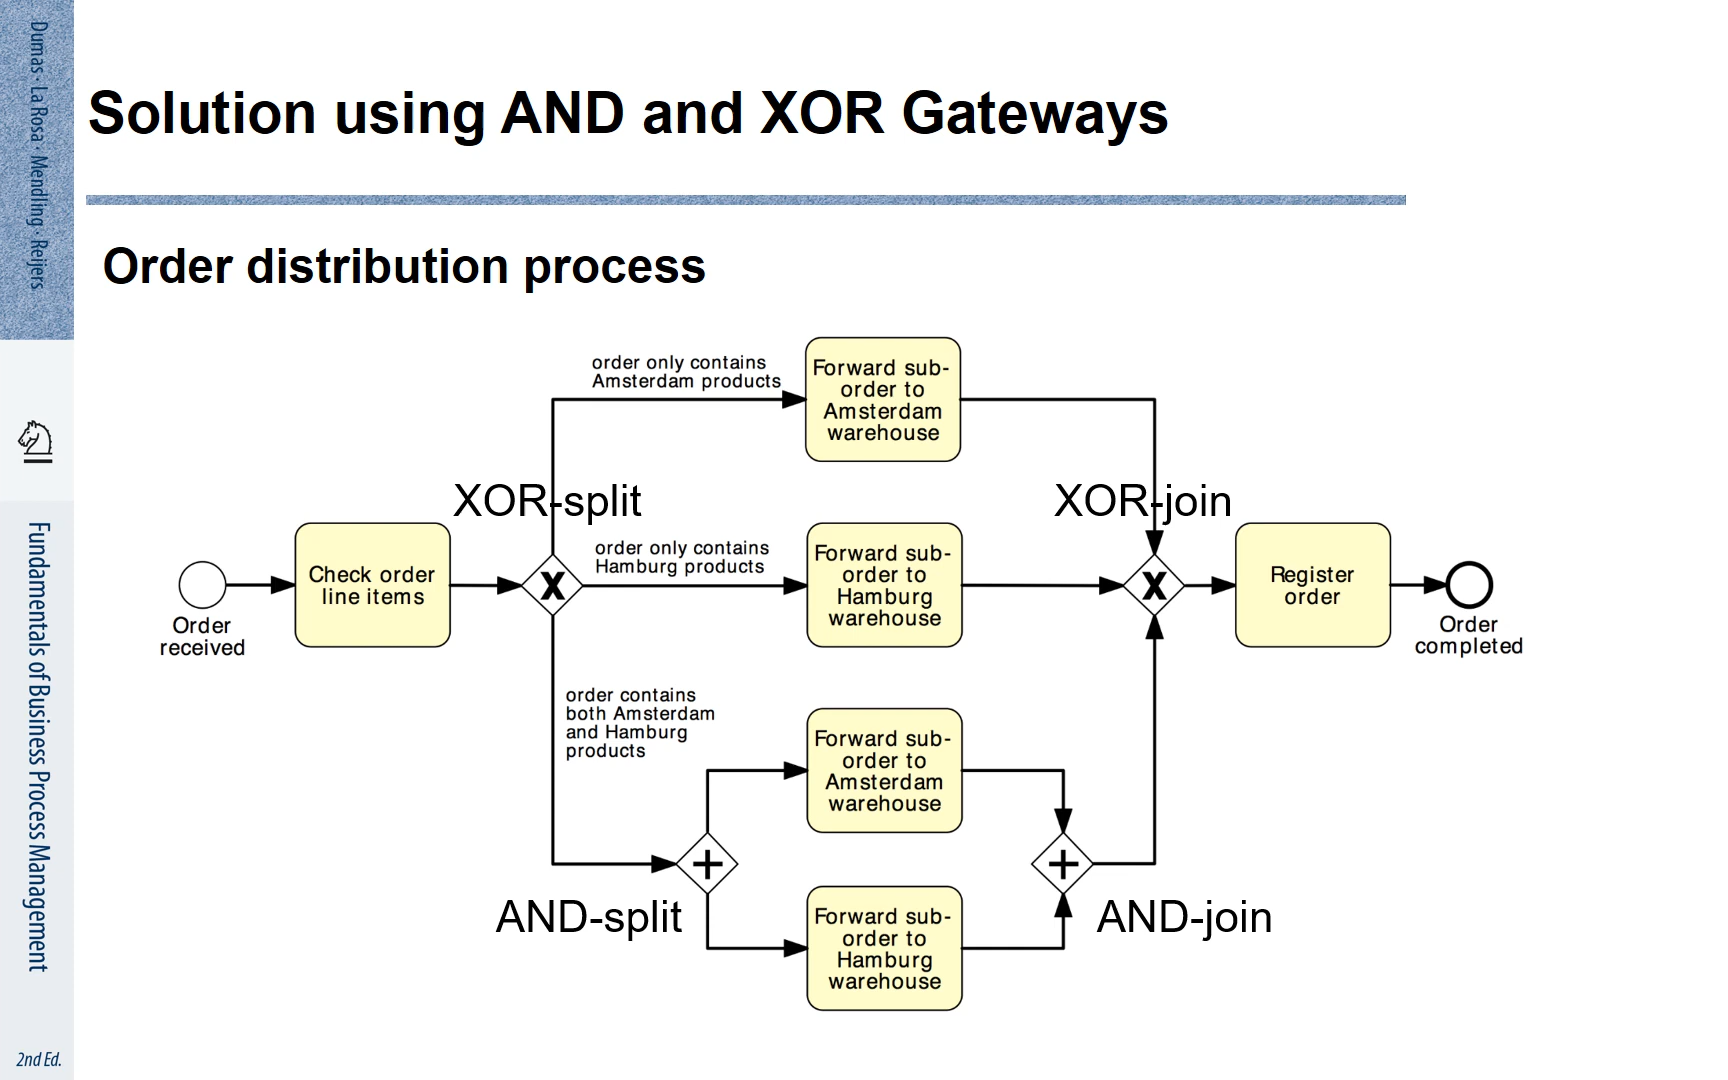 Dumas · La Rosa · Mendling · Reijers
Fundamentals of Business Process Management
2nd Ed.
Solution using AND and XOR Gateways
Order distribution process
Order
received
Check order
line items
XOR-split
X
order only contains
Amsterdam products
Forward sub-
order to
Amsterdam
warehouse
order only contains
Hamburg products
Forward sub-
order to
Hamburg
warehouse
order contains
both Amsterdam
and Hamburg
products
AND-split
+
Forward sub-
order to
Amsterdam
warehouse
Forward sub-
order to
Hamburg
warehouse
+
AND-join
XOR-join
X
Register
order
Order
completed